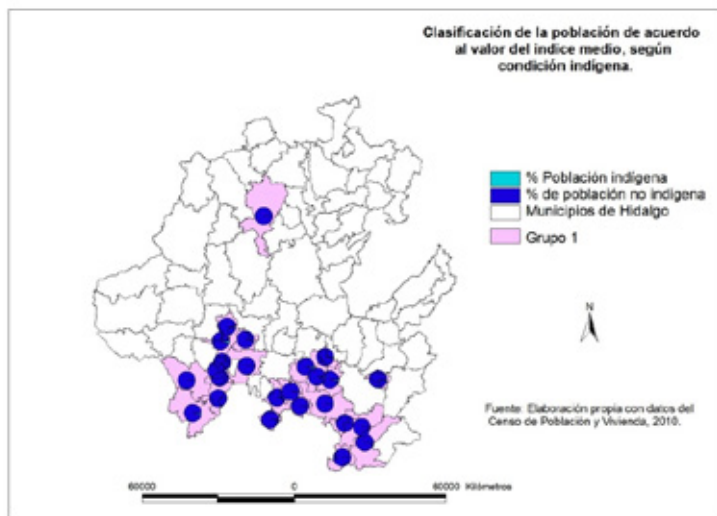 Clasificación de la población de acuerdo
al valor del indice medio, según
condición indígena.
% Población indígena
% de población no indigena
Municipios de Hidalgo
Grupo 1
N
Fuente: Elaboración propia con datos del
Censo de Población y Vivienda, 2010.
60000 0 60000 Kilómetros